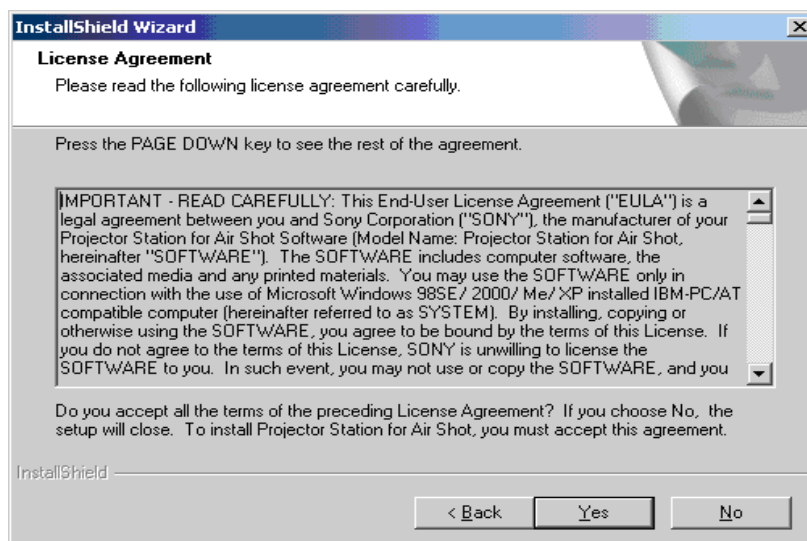 InstallShield Wizard
License Agreement
Please read the following license agreement carefully.
Press the PAGE DOWN key to see the rest of the agreement.
IMPORTANT - READ CAREFULLY: This End-User License Agreement ("EULA") is a
legal agreement between you and Sony Corporation ("SONY"), the manufacturer of your
Projector Station for Air Shot Software (Model Name: Projector Station for Air Shot,
hereinafter "SOFTWARE"). The SOFTWARE includes computer software, the
associated media and any printed materials. You may use the SOFTWARE only in
connection with the use of Microsoft Windows 98SE/ 2000/ Me/ XP installed IBM-PC/AT
compatible computer (hereinafter referred to as SYSTEM). By installing, copying or
otherwise using the SOFTWARE, you agree to be bound by the terms of this License. If
you do not agree to the terms of this License, SONY is unwilling to license the
SOFTWARE to you. In such event, you may not use or copy the SOFTWARE, and you
Do you accept all the terms of the preceding License Agreement? If you choose No, the
setup will close. To install Projector Station for Air Shot, you must accept this agreement.
InstallShield
< Back
Yes
No